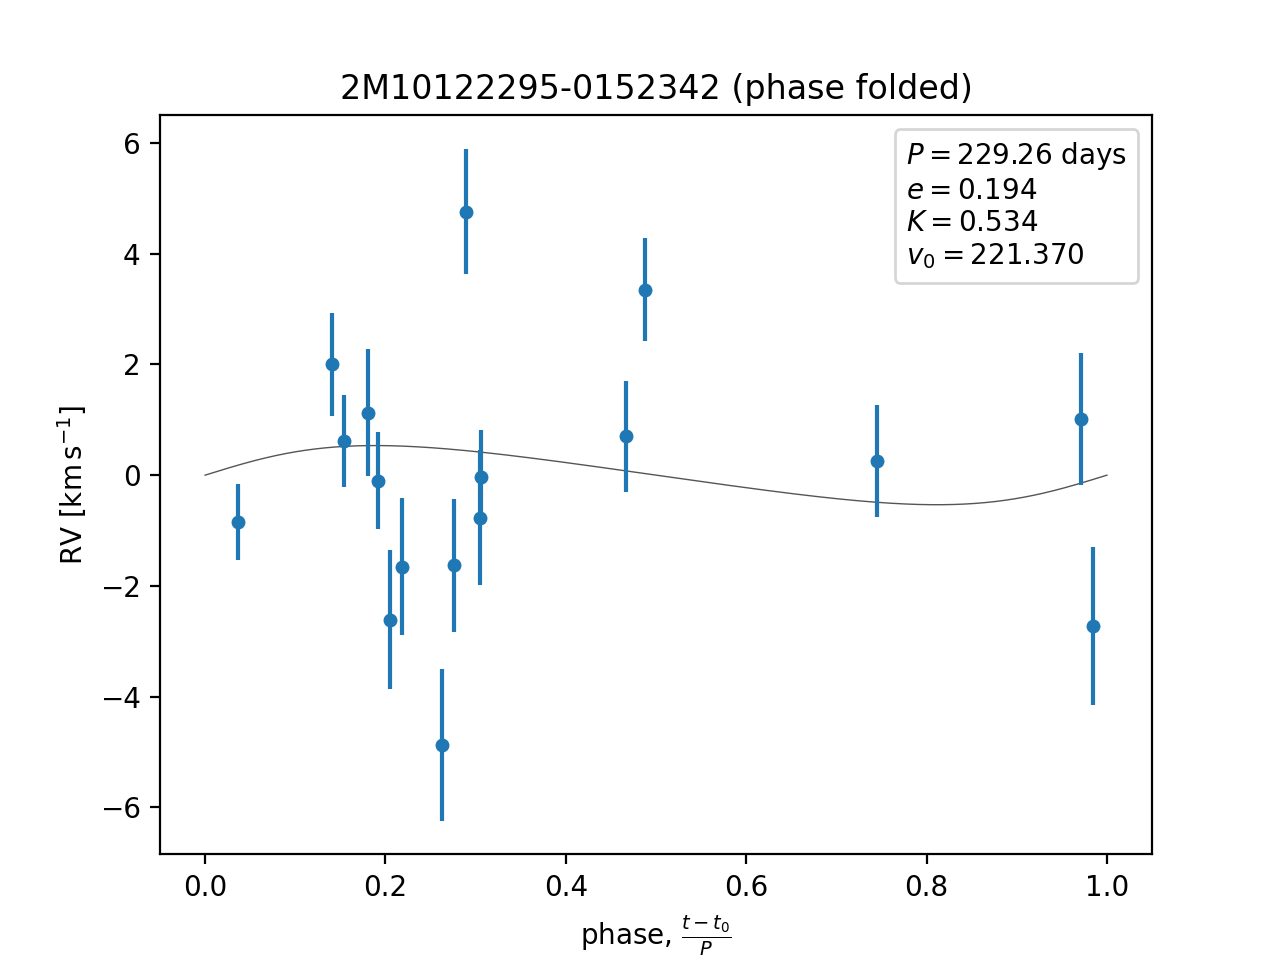 2M10122295-0152342 (phase folded)
P = 229.26 days
e = 0.194
K = 0.534
v₀ = 221.370
RV [km s⁻¹]
6
4
2
0
−2
−4
−6
0.0 0.2 0.4 0.6 0.8 1.0
phase, (t − t₀)/P